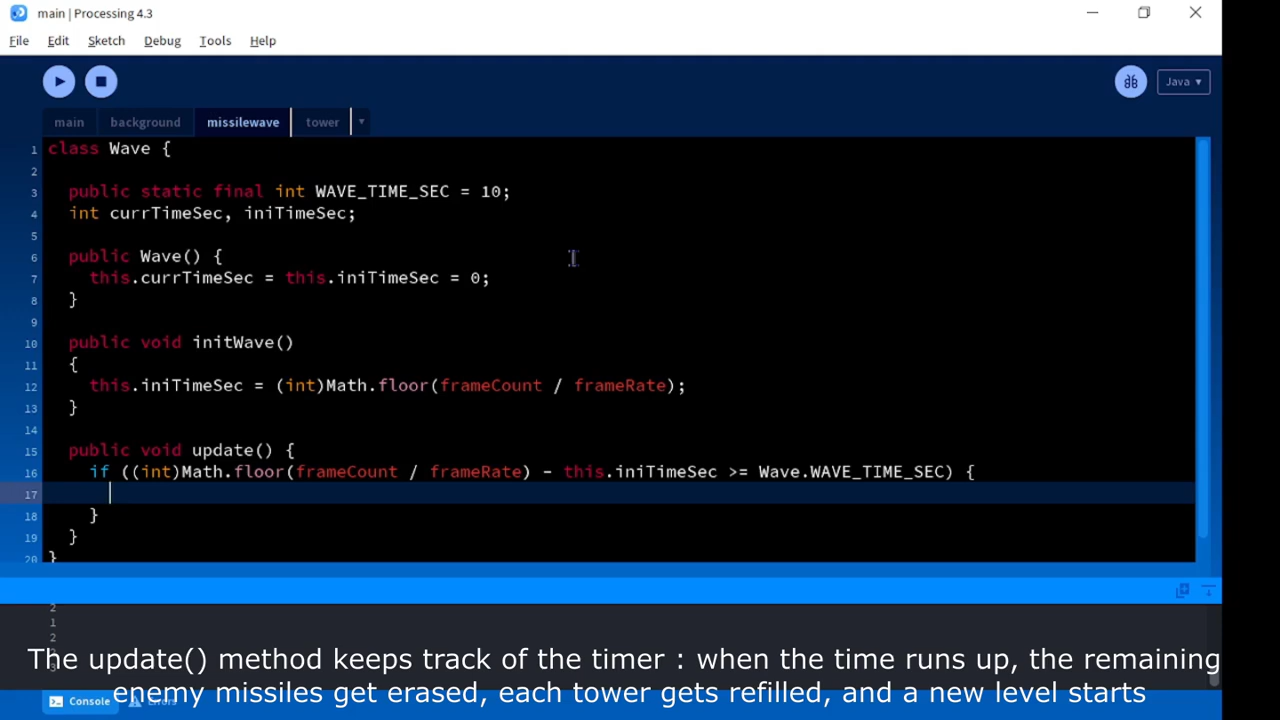 main | Processing 4.3
File Edit Sketch Debug Tools Help
Java ▾
main background missilewave tower ▾
1 class Wave {
2
3 public static final int WAVE_TIME_SEC = 10;
4 int currTimeSec, iniTimeSec;
5
6 public Wave() {
7 this.currTimeSec = this.iniTimeSec = 0;
8 }
9
10 public void initWave()
11 {
12 this.iniTimeSec = (int)Math.floor(frameCount / frameRate);
13 }
14
15 public void update() {
16 if ((int)Math.floor(frameCount / frameRate) - this.iniTimeSec >= Wave.WAVE_TIME_SEC) {
17
18 }
19 }
20 }
2
1
2
The update() method keeps track of the timer : when the time runs up, the remaining
enemy missiles get erased, each tower gets refilled, and a new level starts
Console Errors